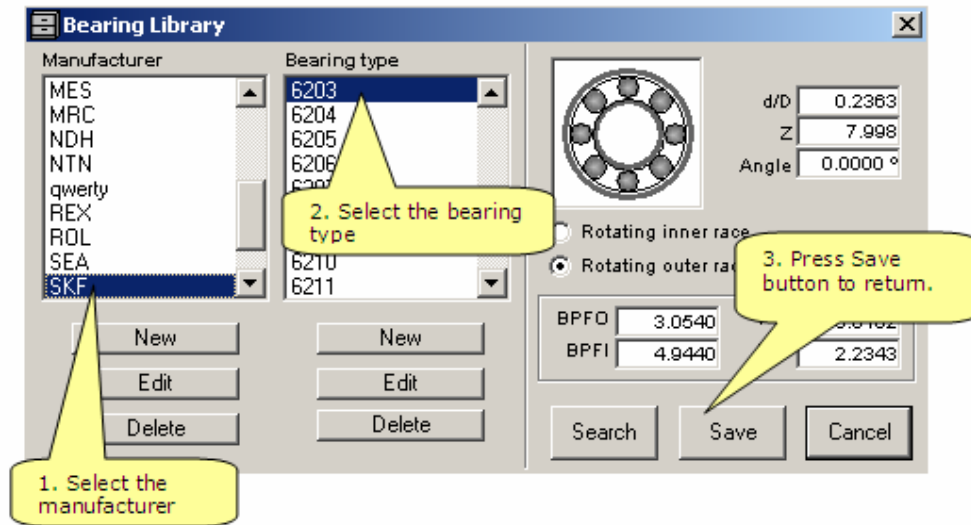 Bearing Library
Manufacturer
MES
MRC
NDH
NTN
qwerty
REX
ROL
SEA
SKF
New
Edit
Delete
1. Select the
manufacturer
Bearing type
6203
6204
6205
6206
2. Select the bearing
type
6210
6211
New
Edit
Delete
d/D 0.2363
Z 7.998
Angle 0.0000 °
Rotating inner race
Rotating outer
3. Press Save
button to return.
BPFO 3.0540
BPFI 4.9440
2.2343
Search
Save
Cancel